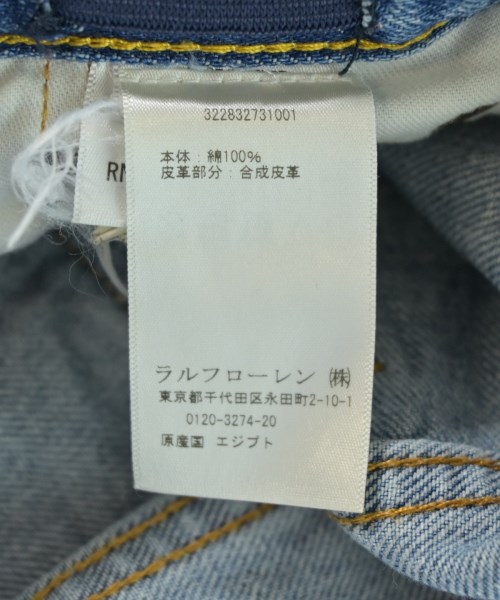 322832731001
本体：綿100%
皮革部分：合成皮革
RN
ラルフローレン ㈱
東京都千代田区永田町2-10-1
0120-3274-20
原産国 エジプト